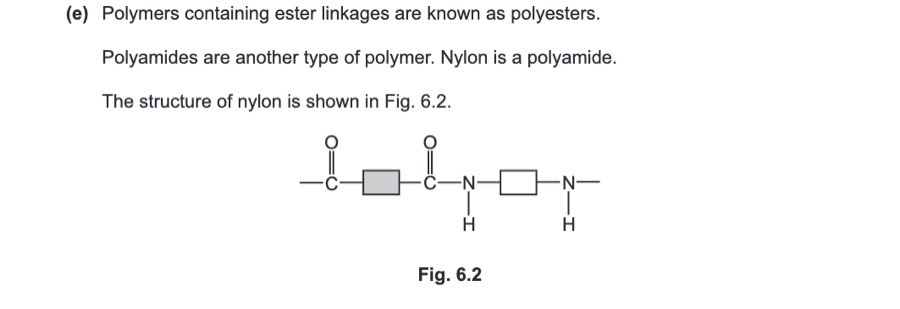 (e) Polymers containing ester linkages are known as polyesters.
Polyamides are another type of polymer. Nylon is a polyamide.
The structure of nylon is shown in Fig. 6.2.
O O
C C N N
H H
Fig. 6.2